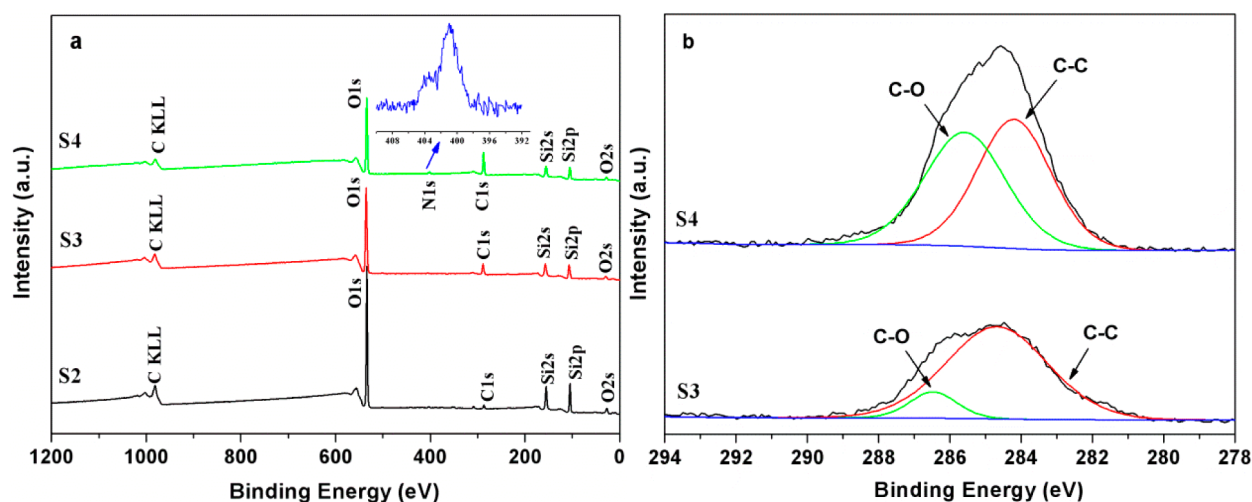 a
S4
C KLL
O1s
408 404 400 396 392
N1s
C1s
Si2s
Si2p
O2s
S3
C KLL
O1s
C1s
Si2s
Si2p
O2s
S2
C KLL
O1s
C1s
Si2s
Si2p
O2s
1200 1000 800 600 400 200 0
Binding Energy (eV)
Intensity (a.u.)
b
C-O
C-C
S4
C-O
C-C
S3
294 292 290 288 286 284 282 280 278
Binding Energy (eV)
Intensity (a.u.)